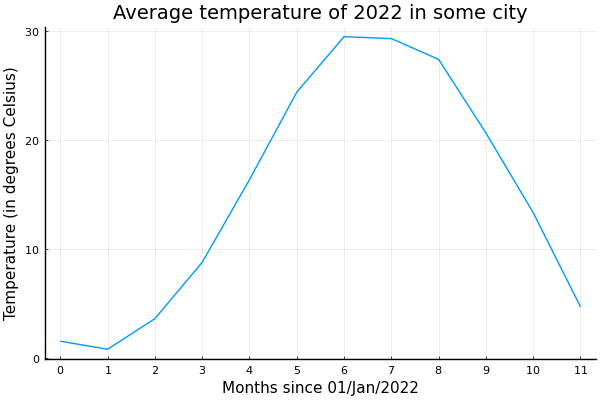 Average temperature of 2022 in some city
Temperature (in degrees Celsius)
30
20
10
0
0 1 2 3 4 5 6 7 8 9 10 11
Months since 01/Jan/2022